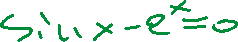 sin x - e^x = 0